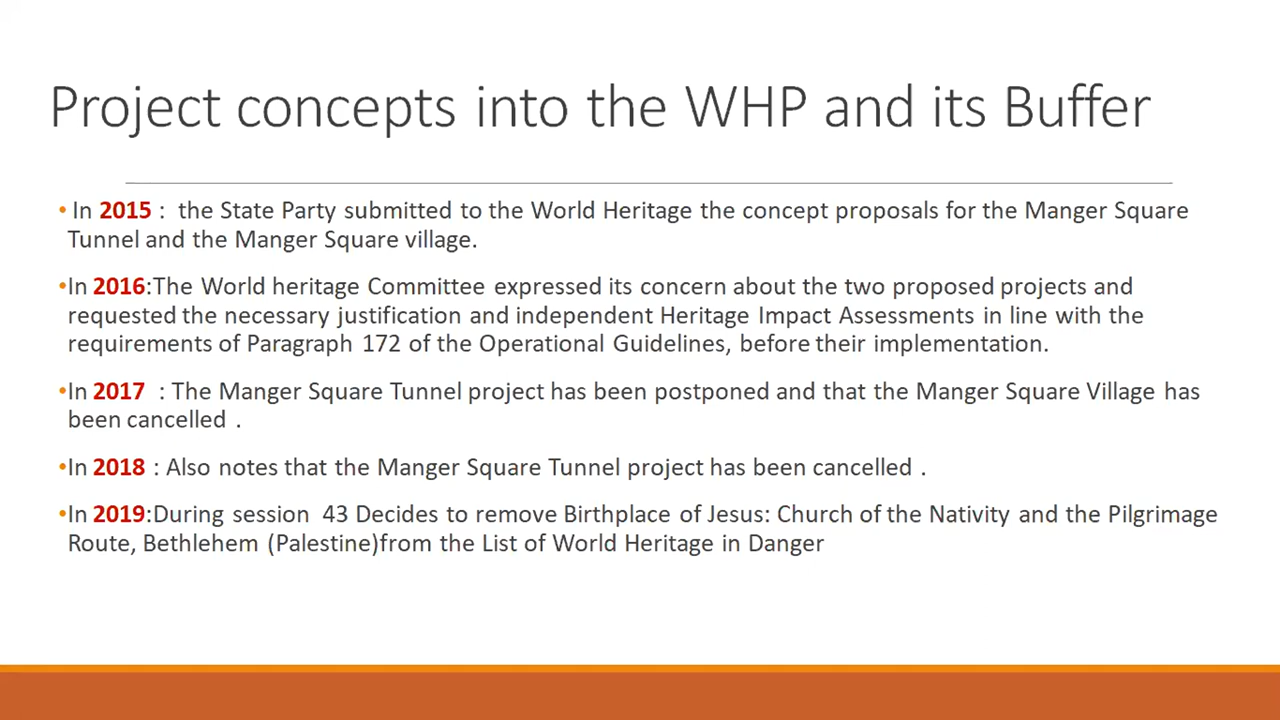 Project concepts into the WHP and its Buffer
• In 2015 : the State Party submitted to the World Heritage the concept proposals for the Manger Square
Tunnel and the Manger Square village.
•In 2016:The World heritage Committee expressed its concern about the two proposed projects and
requested the necessary justification and independent Heritage Impact Assessments in line with the
requirements of Paragraph 172 of the Operational Guidelines, before their implementation.
•In 2017 : The Manger Square Tunnel project has been postponed and that the Manger Square Village has
been cancelled .
•In 2018 : Also notes that the Manger Square Tunnel project has been cancelled .
•In 2019:During session 43 Decides to remove Birthplace of Jesus: Church of the Nativity and the Pilgrimage
Route, Bethlehem (Palestine)from the List of World Heritage in Danger